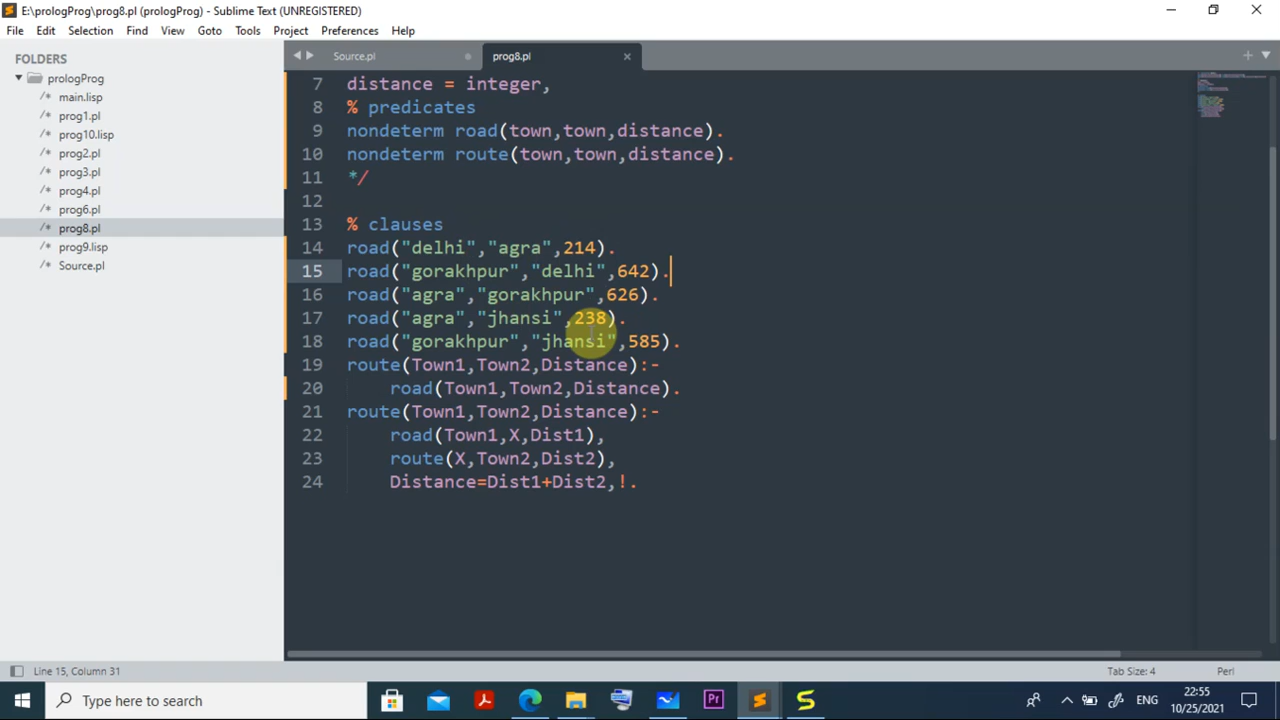 E:\prologProg\prog8.pl (prologProg) - Sublime Text (UNREGISTERED)
File Edit Selection Find View Goto Tools Project Preferences Help
FOLDERS
prologProg
/* main.lisp
/* prog1.pl
/* prog10.lisp
/* prog2.pl
/* prog3.pl
/* prog4.pl
/* prog6.pl
/* prog8.pl
/* prog9.lisp
/* Source.pl
Source.pl prog8.pl
7 distance = integer,
8 % predicates
9 nondeterm road(town,town,distance).
10 nondeterm route(town,town,distance).
11 */
12
13 % clauses
14 road("delhi","agra",214).
15 road("gorakhpur","delhi",642).
16 road("agra","gorakhpur",626).
17 road("agra","jhansi",238).
18 road("gorakhpur","jhansi",585).
19 route(Town1,Town2,Distance):-
20 road(Town1,Town2,Distance).
21 route(Town1,Town2,Distance):-
22 road(Town1,X,Dist1),
23 route(X,Town2,Dist2),
24 Distance=Dist1+Dist2,!.
Line 15, Column 31
Tab Size: 4 Perl
Type here to search
Pr
S
ENG
22:55
10/25/2021